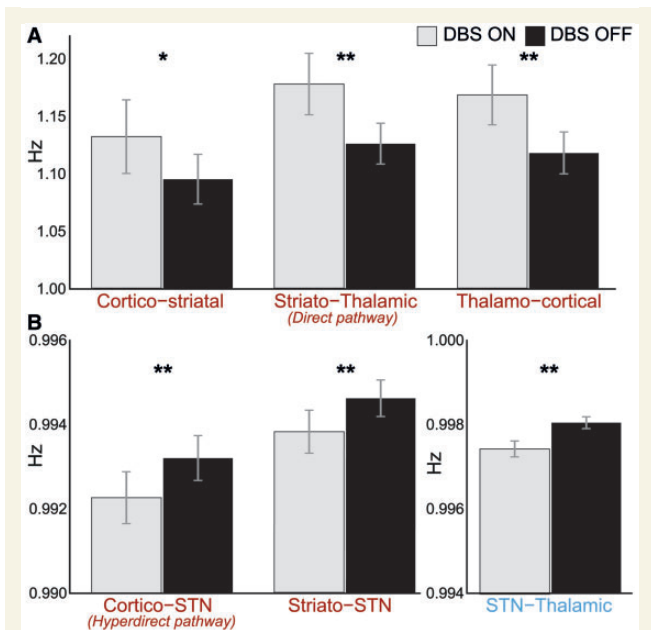 A
DBS ON DBS OFF
* ** **
1.20
1.15
1.10
1.05
1.00
Hz
Cortico-striatal Striato-Thalamic Thalamo-cortical
(Direct pathway)
B
0.996
0.994
0.992
0.990
Hz
** **
Cortico-STN Striato-STN
(Hyperdirect pathway)
1.000
0.998
0.996
0.994
Hz
**
STN-Thalamic